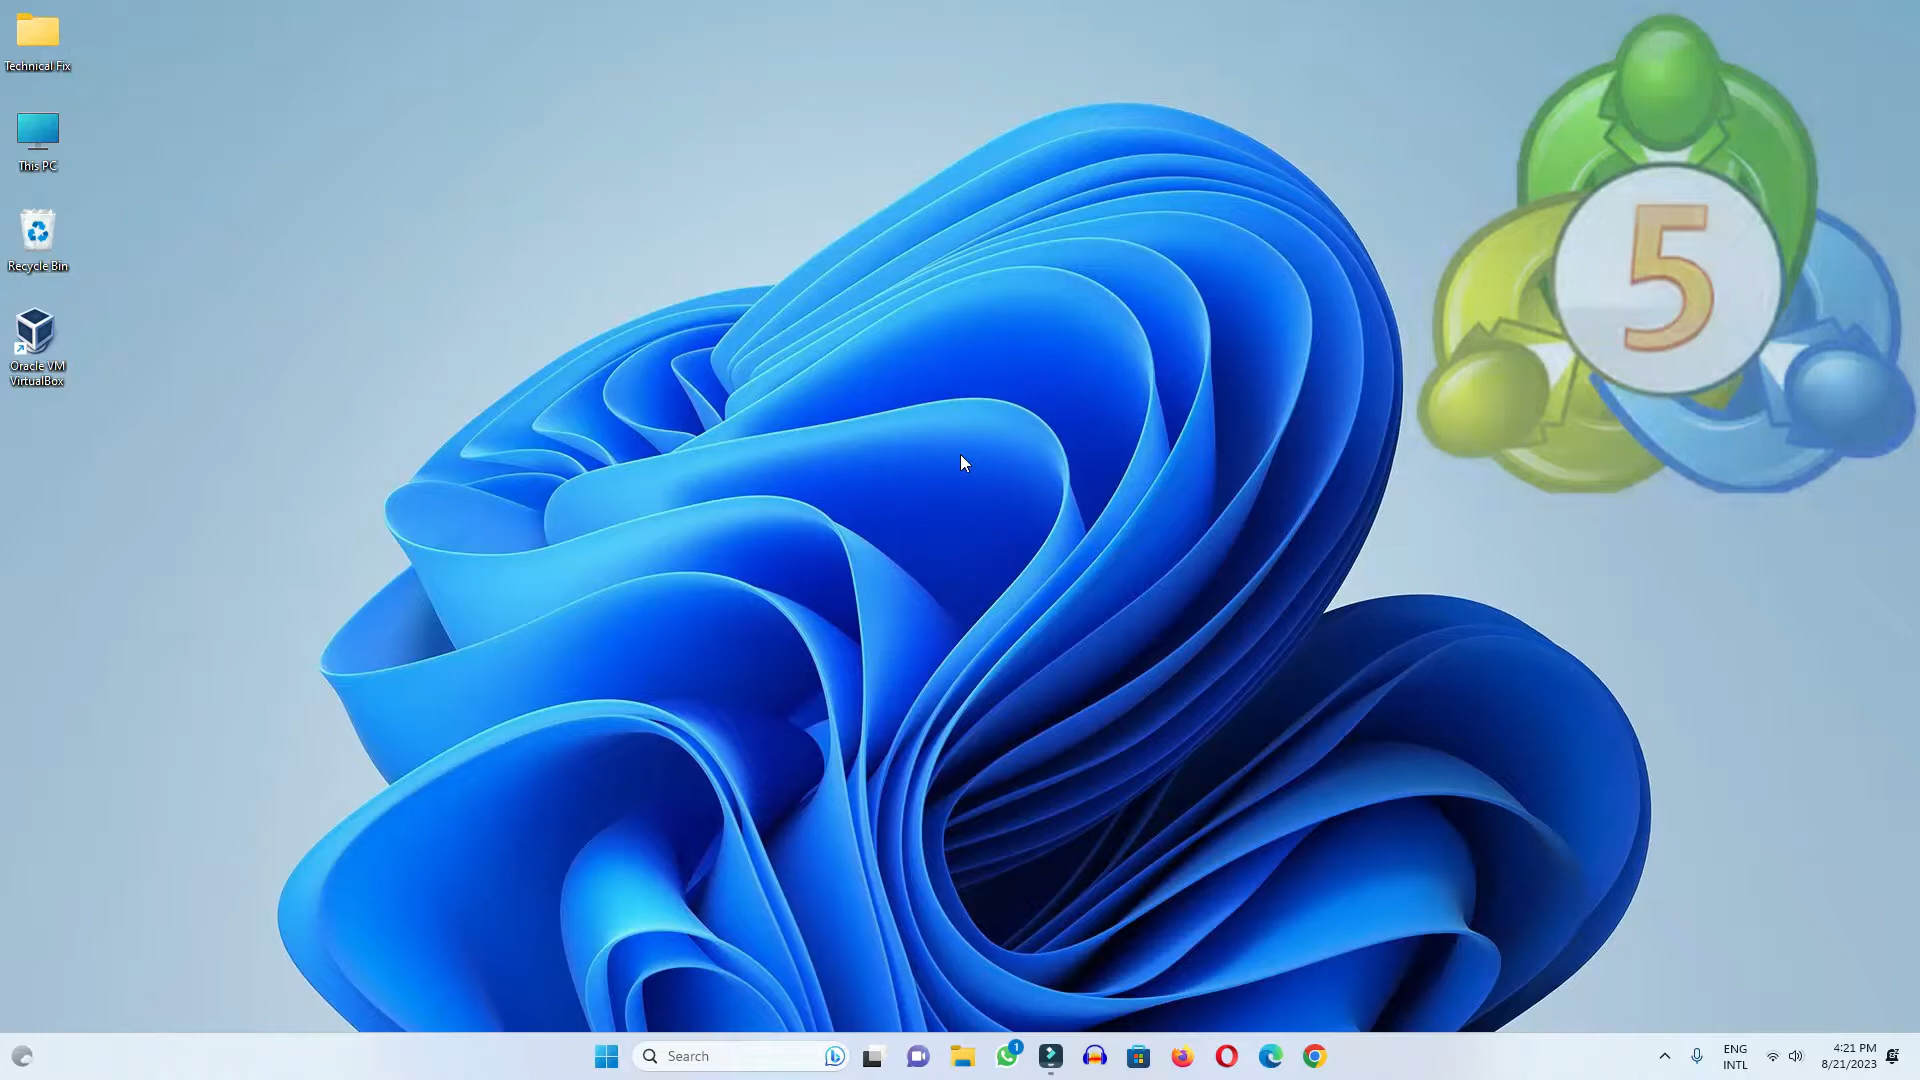 Technical Fix
This PC
Recycle Bin
Oracle VM
VirtualBox
5
Search
1
ENG
INTL
4:21 PM
8/21/2023